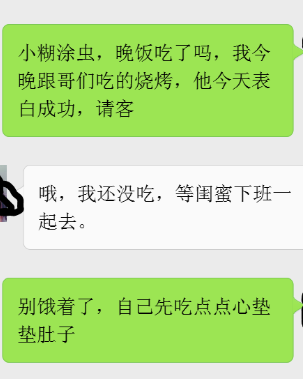 小糊涂虫，晚饭吃了吗，我今
晚跟哥们吃的烧烤，他今天表
白成功，请客
哦，我还没吃，等闺蜜下班一
起去。
别饿着了，自己先吃点点心垫
垫肚子